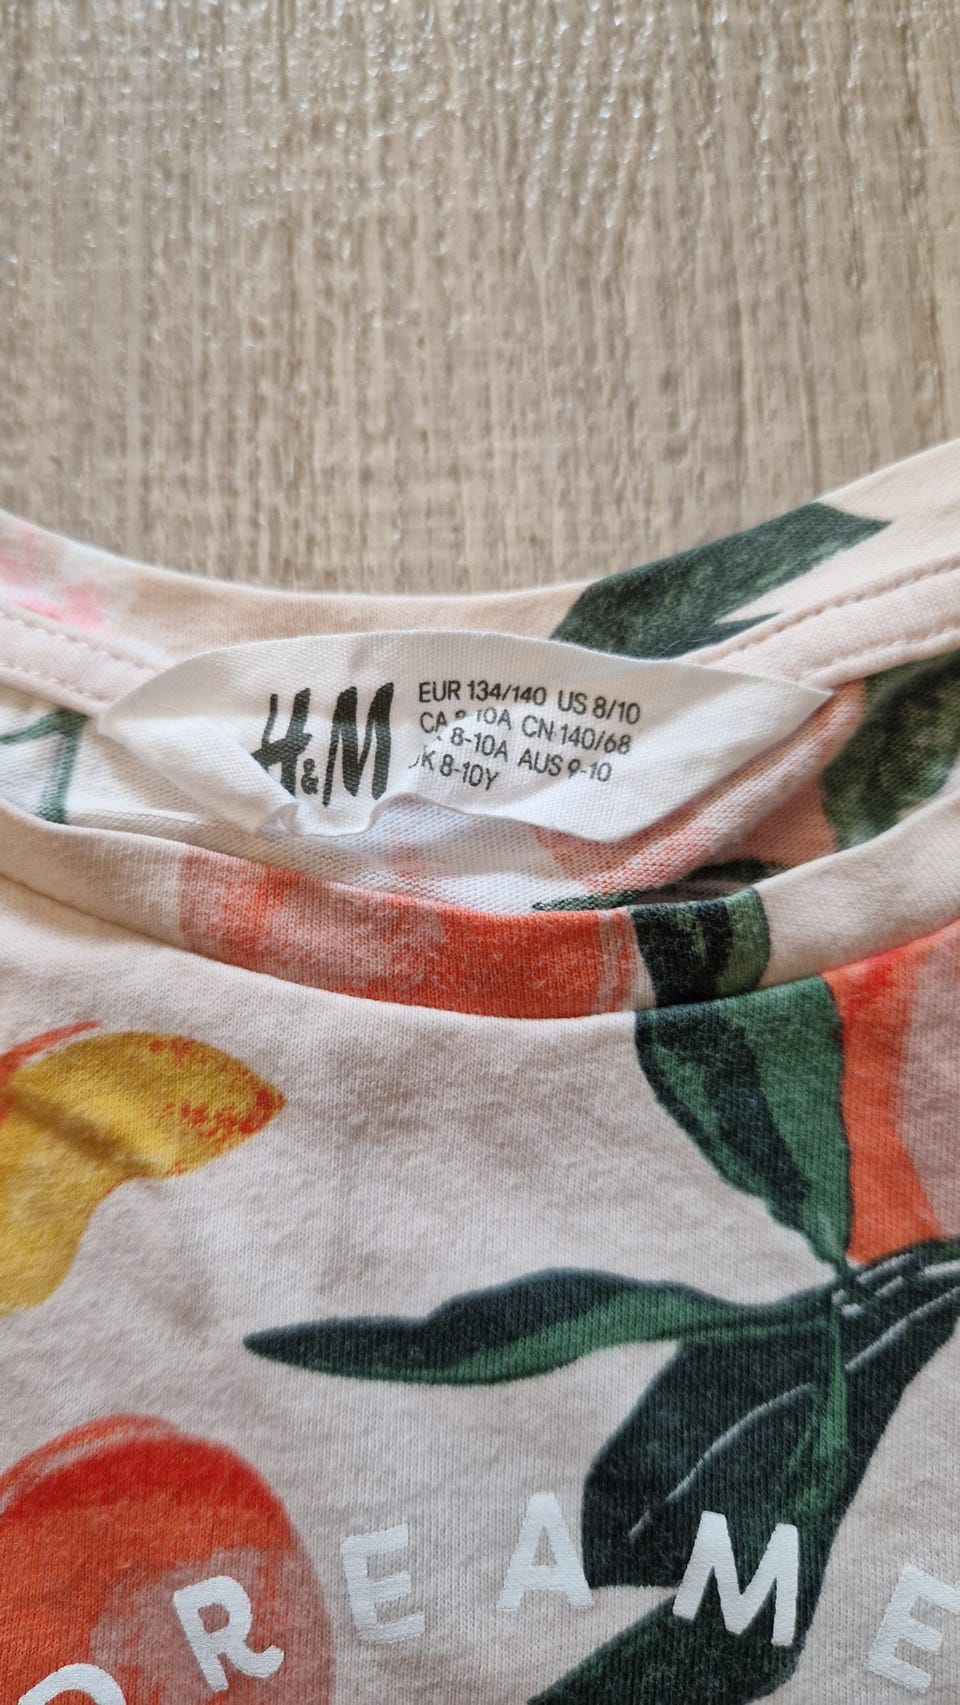 H&M
EUR 134/140 US 8/10
CA 8-10A CN 140/68
8-10A AUS 9-10
K 8-10Y
DREAME